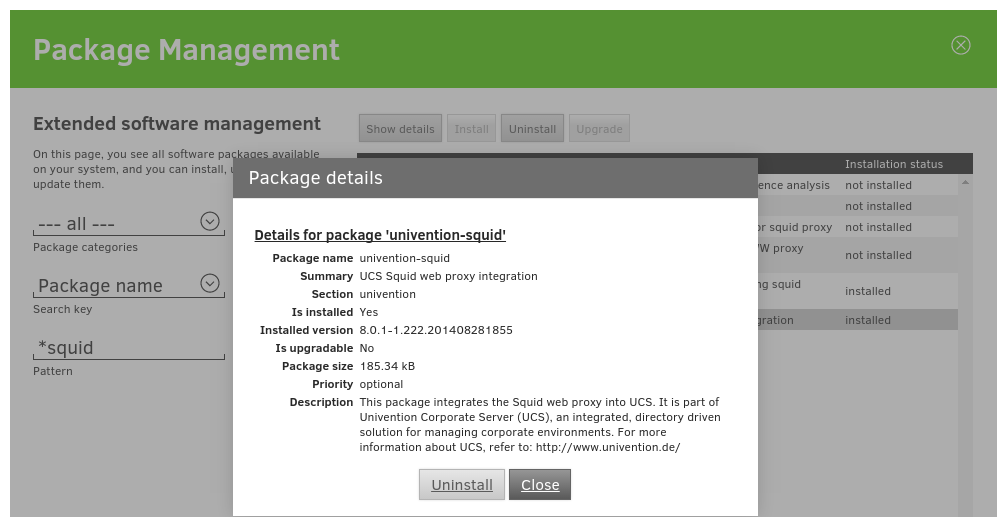 Package Management
Extended software management
On this page, you see all software packages available
on your system, and you can install,
update them.
--- all ---
Package categories
Package name
Search key
*squid
Pattern
Show details Install Uninstall Upgrade
Installation status
ence analysis not installed
not installed
or squid proxy not installed
W proxy
not installed
ng squid
installed
gration installed
Package details
Details for package 'univention-squid'
Package name univention-squid
Summary UCS Squid web proxy integration
Section univention
Is installed Yes
Installed version 8.0.1-1.222.201408281855
Is upgradable No
Package size 185.34 kB
Priority optional
Description This package integrates the Squid web proxy into UCS. It is part of
Univention Corporate Server (UCS), an integrated, directory driven
solution for managing corporate environments. For more
information about UCS, refer to: http://www.univention.de/
Uninstall Close